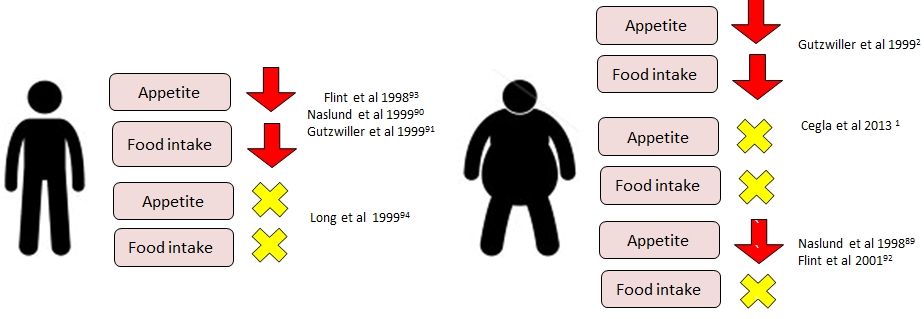 Appetite
Food intake
Flint et al 1998⁹³
Naslund et al 1999⁹⁰
Gutzwiller et al 1999⁹¹
Appetite
Food intake
Long et al 1999⁹⁴
Appetite
Food intake
Gutzwiller et al 1999²
Appetite
Food intake
Cegla et al 2013 ¹
Appetite
Food intake
Naslund et al 1998⁸⁹
Flint et al 2001⁹²